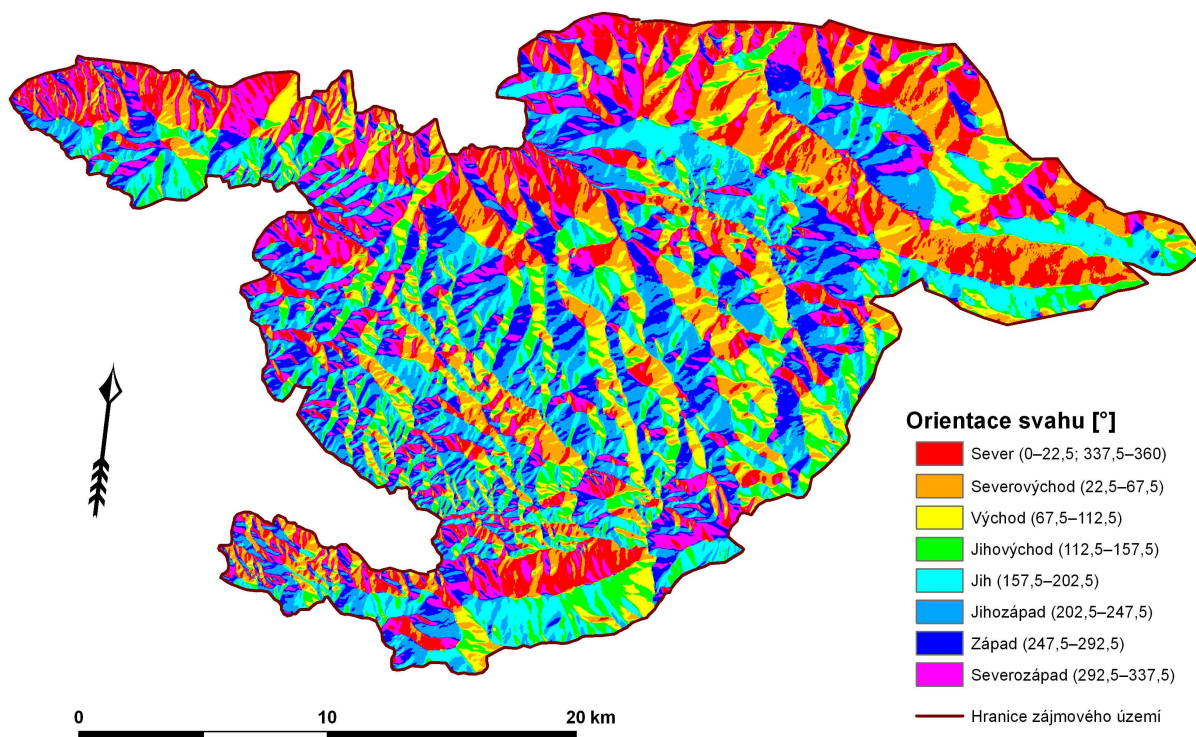 Orientace svahu [°]
Sever (0–22,5; 337,5–360)
Severovýchod (22,5–67,5)
Východ (67,5–112,5)
Jihovýchod (112,5–157,5)
Jih (157,5–202,5)
Jihozápad (202,5–247,5)
Západ (247,5–292,5)
Severozápad (292,5–337,5)
Hranice zájmového území
0 10 20 km